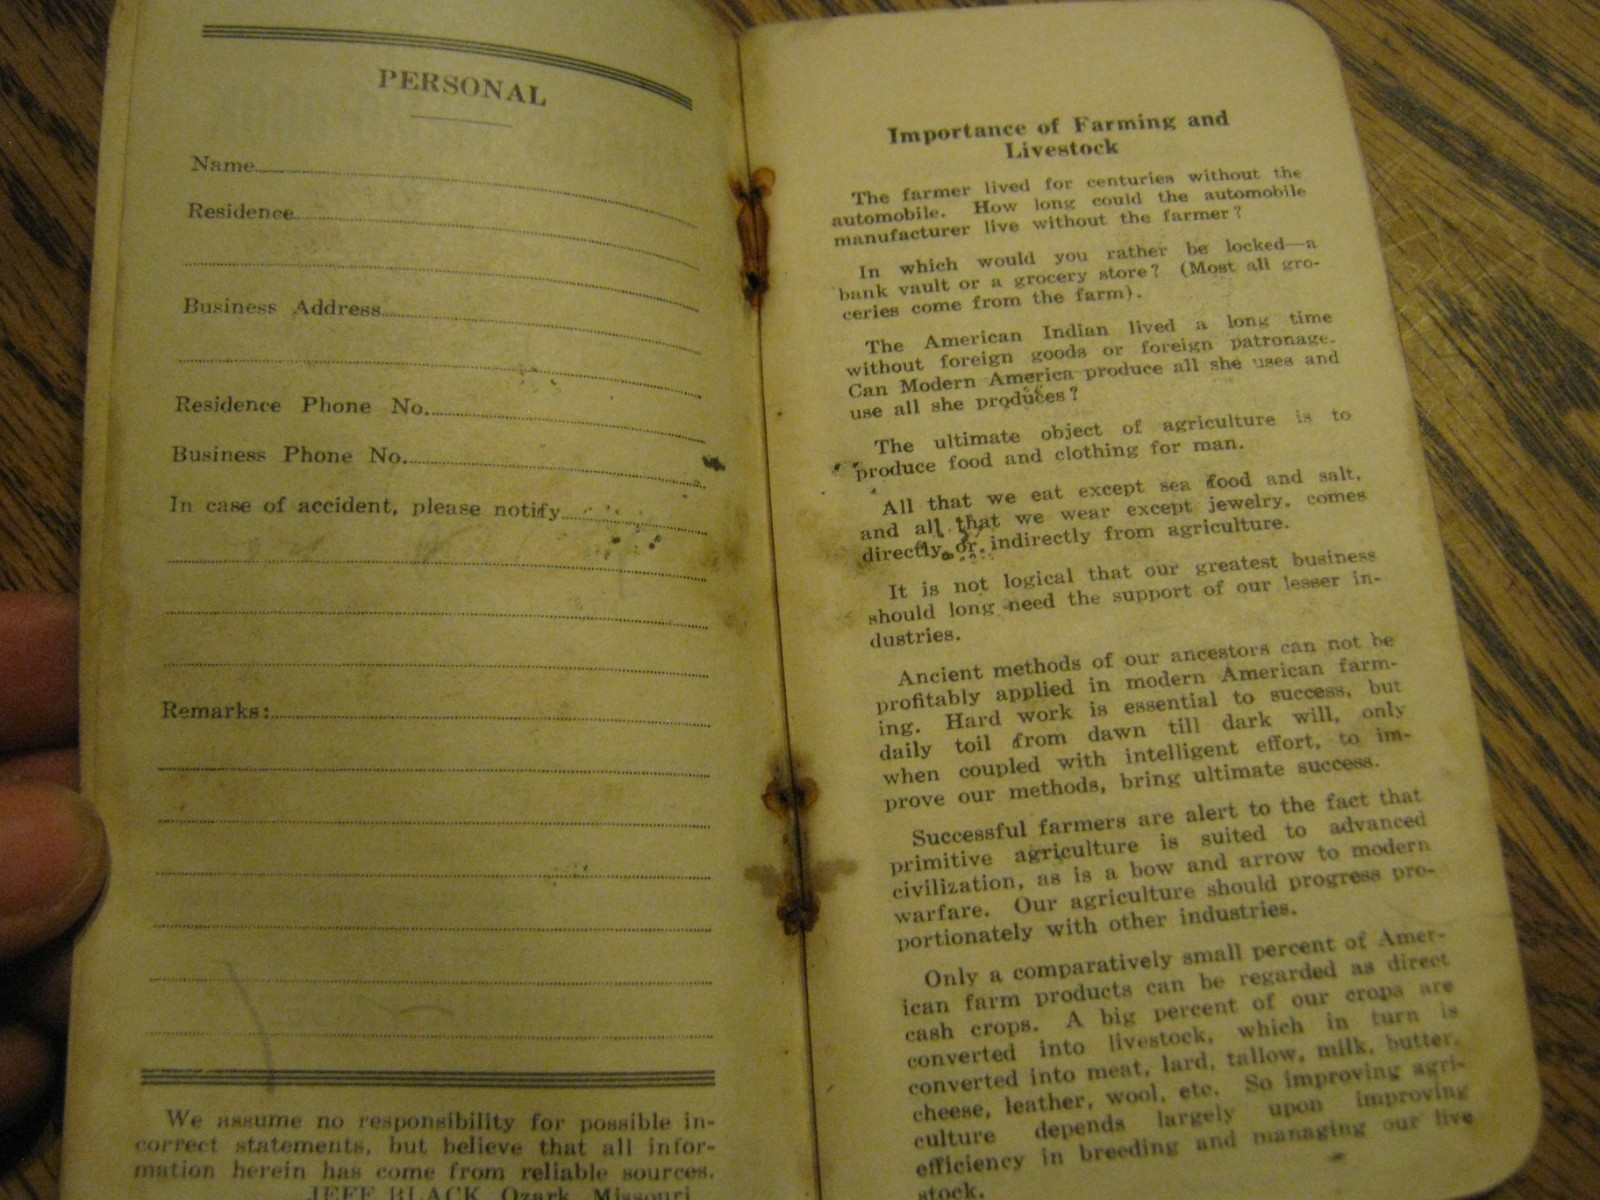 PERSONAL
Name
Residence
Business Address
Residence Phone No.
Business Phone No.
In case of accident, please notify
Remarks:
We assume no responsibility for possible in-
correct statements, but believe that all infor-
mation herein has come from reliable sources.
JEFF BLACK, Ozark, Missouri
Importance of Farming and
Livestock
The farmer lived for centuries without the
automobile. How long could the automobile
manufacturer live without the farmer?
In which would you rather be locked—a
bank vault or a grocery store? (Most all gro-
ceries come from the farm).
The American Indian lived a long time
without foreign goods or foreign patronage.
Can Modern America produce all she uses and
use all she produces?
The ultimate object of agriculture is to
produce food and clothing for man.
All that we eat except sea food and salt,
and all that we wear except jewelry, comes
directly or indirectly from agriculture.
It is not logical that our greatest business
should long need the support of our lesser in-
dustries.
Ancient methods of our ancestors can not be
profitably applied in modern American farm-
ing. Hard work is essential to success, but
daily toil from dawn till dark will, only
when coupled with intelligent effort, to im-
prove our methods, bring ultimate success.
Successful farmers are alert to the fact that
primitive agriculture is suited to advanced
civilization, as is a bow and arrow to modern
warfare. Our agriculture should progress pro-
portionately with other industries.
Only a comparatively small percent of Amer-
ican farm products can be regarded as direct
cash crops. A big percent of our crops are
converted into livestock, which in turn is
converted into meat, lard, tallow, milk, butter,
cheese, leather, wool, etc. So improving agri-
culture depends largely upon improving
efficiency in breeding and managing our live
stock.